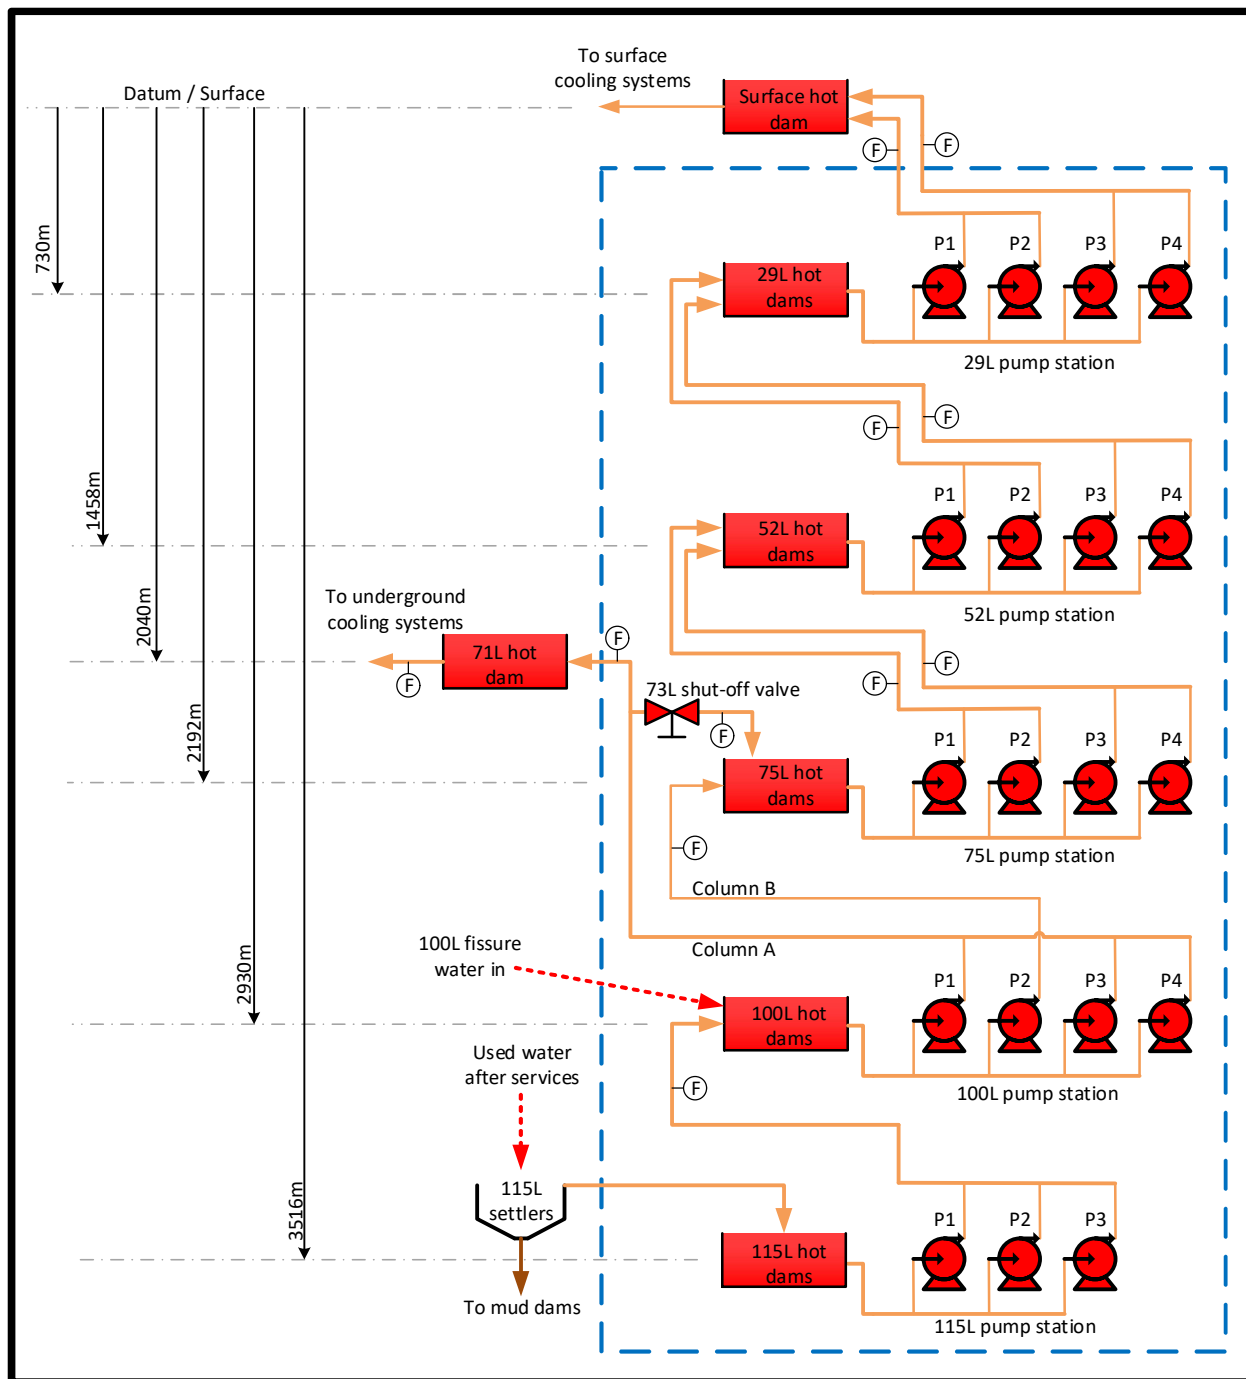 To surface
cooling systems
Datum / Surface
Surface hot
dam
F
F
730m
29L hot
dams
P1
P2
P3
P4
29L pump station
F
F
1458m
52L hot
dams
P1
P2
P3
P4
52L pump station
To underground
cooling systems
2040m
71L hot
dam
F
F
F
F
73L shut-off valve
F
2192m
75L hot
dams
P1
P2
P3
P4
75L pump station
F
Column B
Column A
100L fissure
water in
2930m
100L hot
dams
P1
P2
P3
P4
100L pump station
Used water
after services
F
3516m
115L
settlers
115L hot
dams
P1
P2
P3
To mud dams
115L pump station